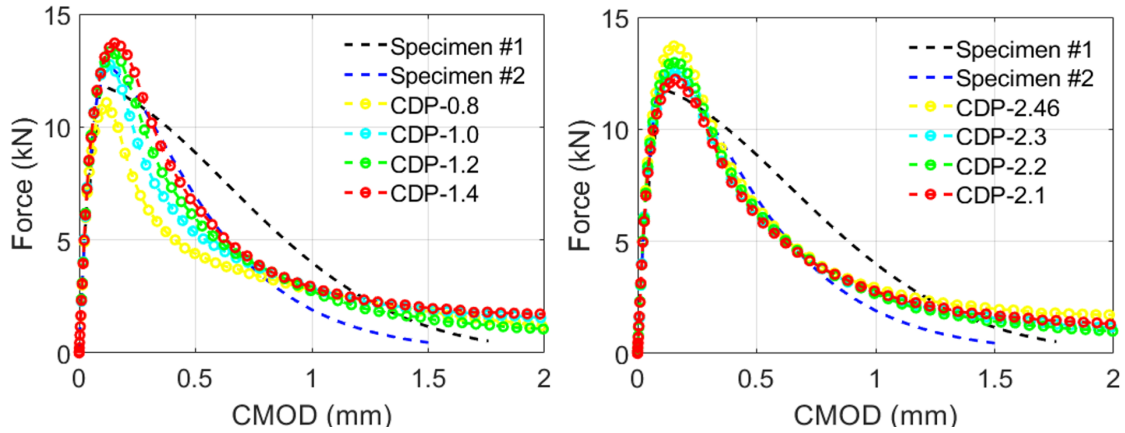 15
10
5
0
Force (kN)
Specimen #1
Specimen #2
CDP-0.8
CDP-1.0
CDP-1.2
CDP-1.4
0 0.5 1 1.5 2
CMOD (mm)
15
10
5
0
Force (kN)
Specimen #1
Specimen #2
CDP-2.46
CDP-2.3
CDP-2.2
CDP-2.1
0 0.5 1 1.5 2
CMOD (mm)